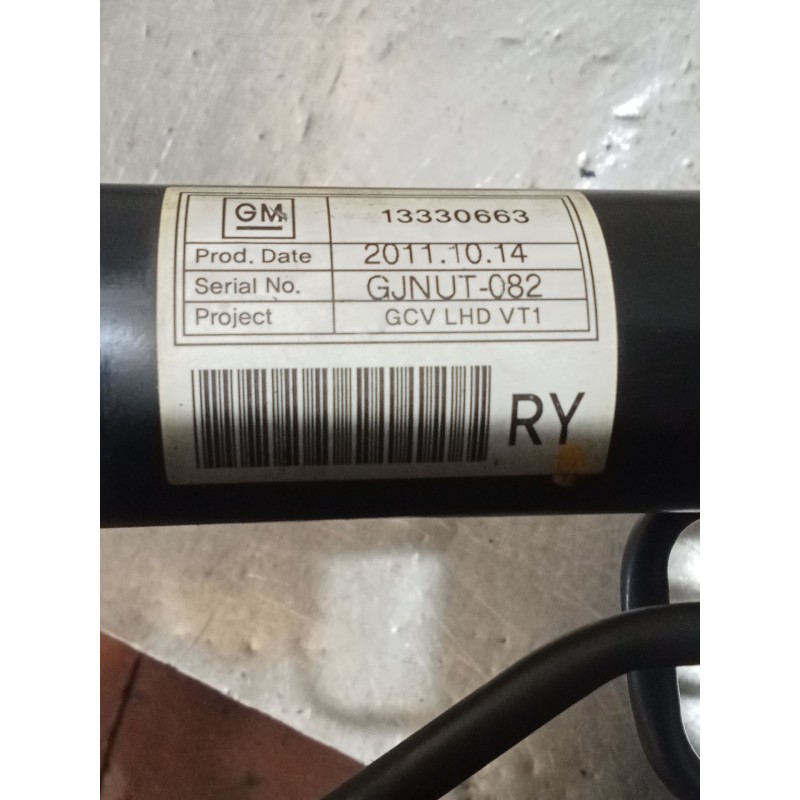 GM 13330663
Prod. Date 2011.10.14
Serial No. GJNUT-082
Project GCV LHD VT1
RY